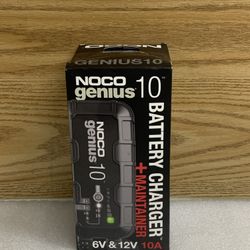 GENIUS10
NOCO
genius 10
BATTERY CHARGER
+MAINTAINER
NOCO
genius
10
6V & 12V 10A